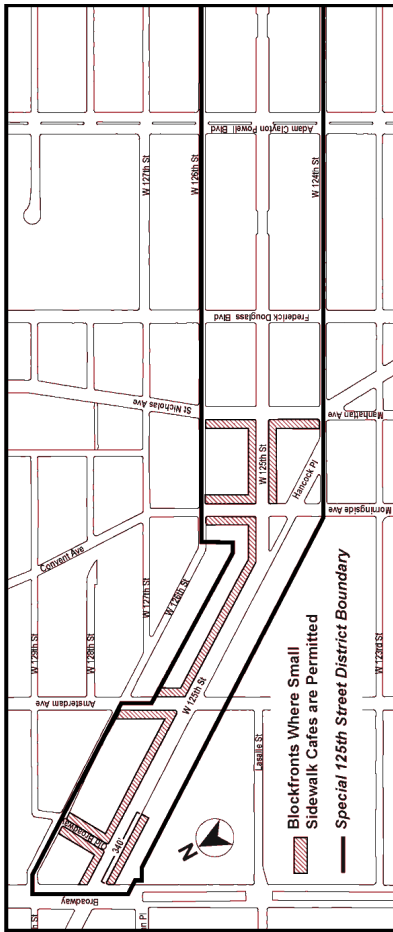 Adam Clayton Powell Blvd
W 127th St
W 126th St
W 124th St
Frederick Douglass Blvd
St Nicholas Ave
Manhattan Ave
W 125th St
Hancock Pl
Morningside Ave
Convent Ave
W 129th St
W 128th St
W 127th St
W 126th St
Amsterdam Ave
W 125th St
Lasalle St
W 123rd St
Old Broadway
340'
Broadway
N
Blockfronts Where Small
Sidewalk Cafes are Permitted
Special 125th Street District Boundary